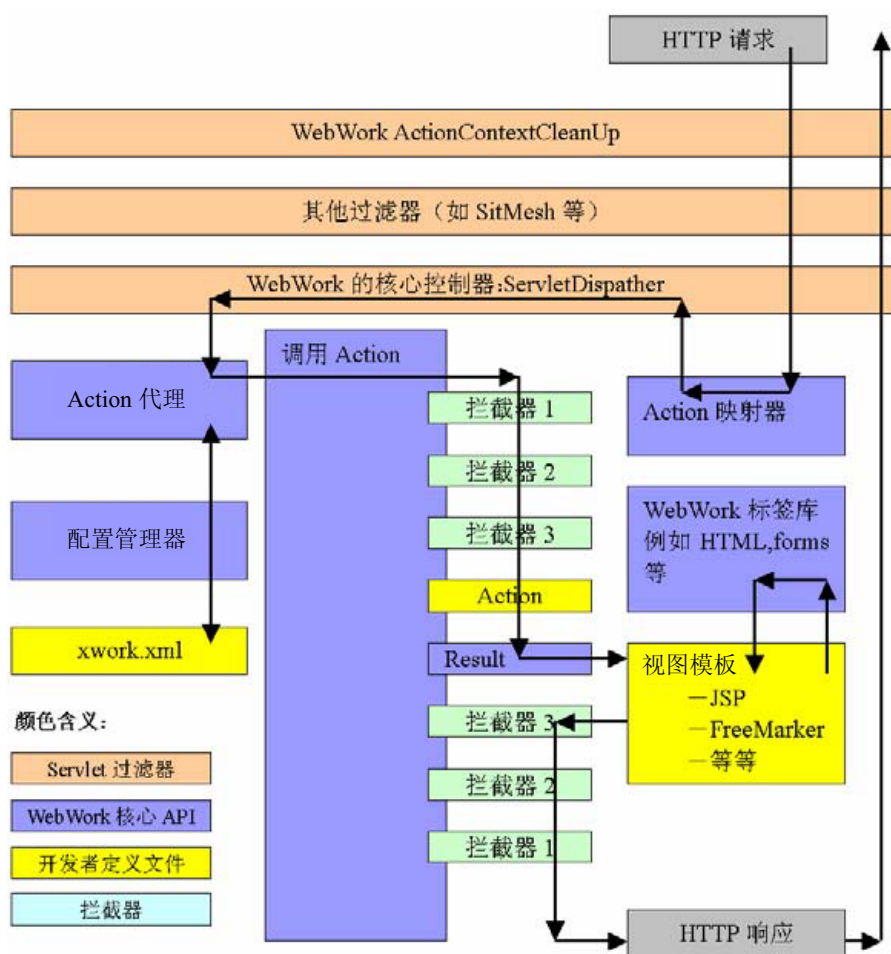 HTTP 请求
WebWork ActionContextCleanUp
其他过滤器（如 SitMesh 等）
WebWork 的核心控制器:ServletDispather
调用 Action
Action 代理
拦截器 1
Action 映射器
拦截器 2
WebWork 标签库
例如 HTML,forms
等
配置管理器
拦截器 3
Action
xwork.xml
Result
视图模板
—JSP
—FreeMarker
—等等
颜色含义：
拦截器 3
Servlet 过滤器
拦截器 2
WebWork 核心 API
拦截器 1
开发者定义文件
拦截器
HTTP 响应